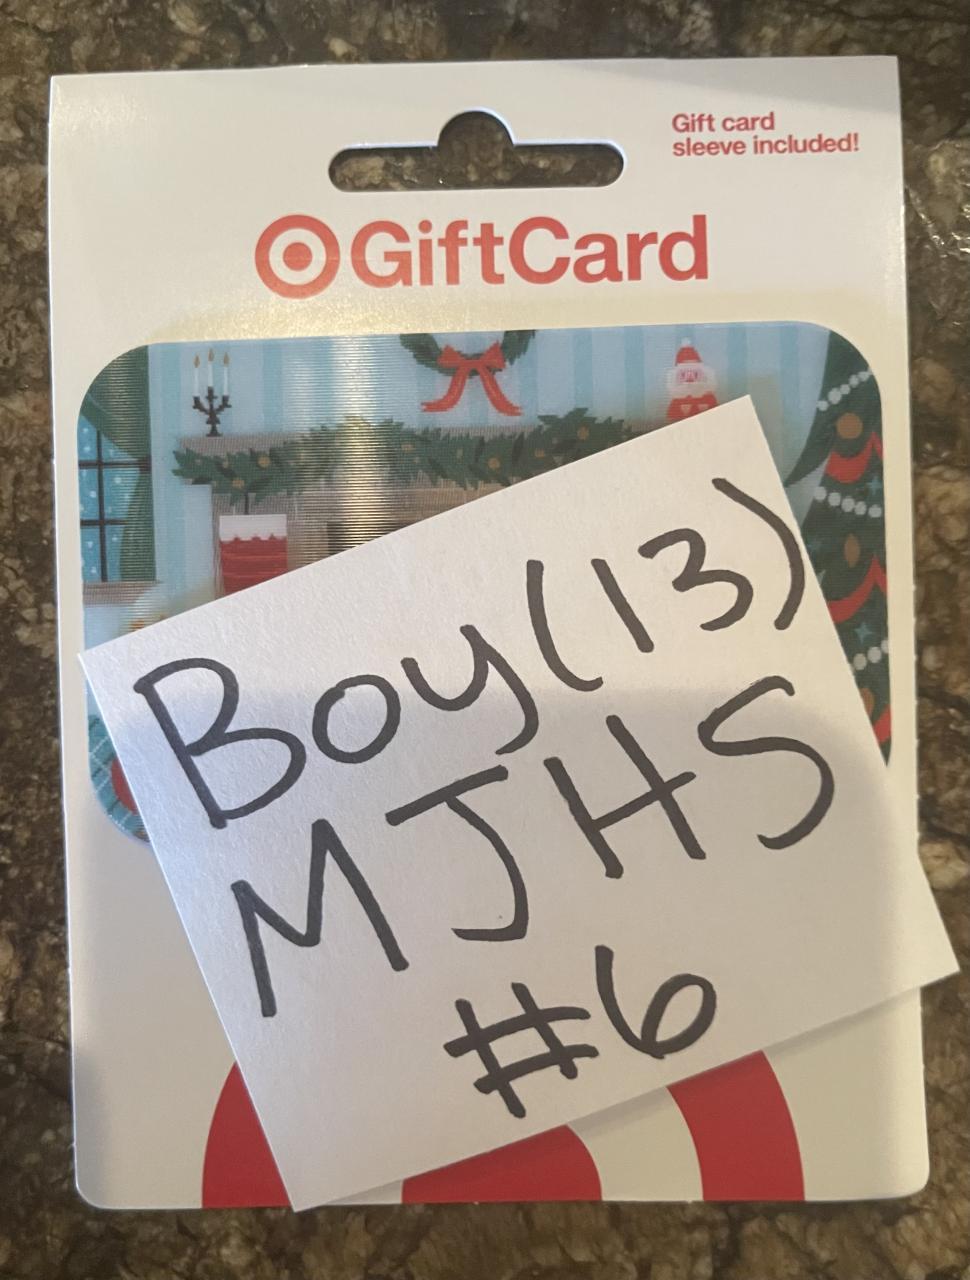 Gift card
sleeve included!
GiftCard
Boy (13)
MJHS
#6